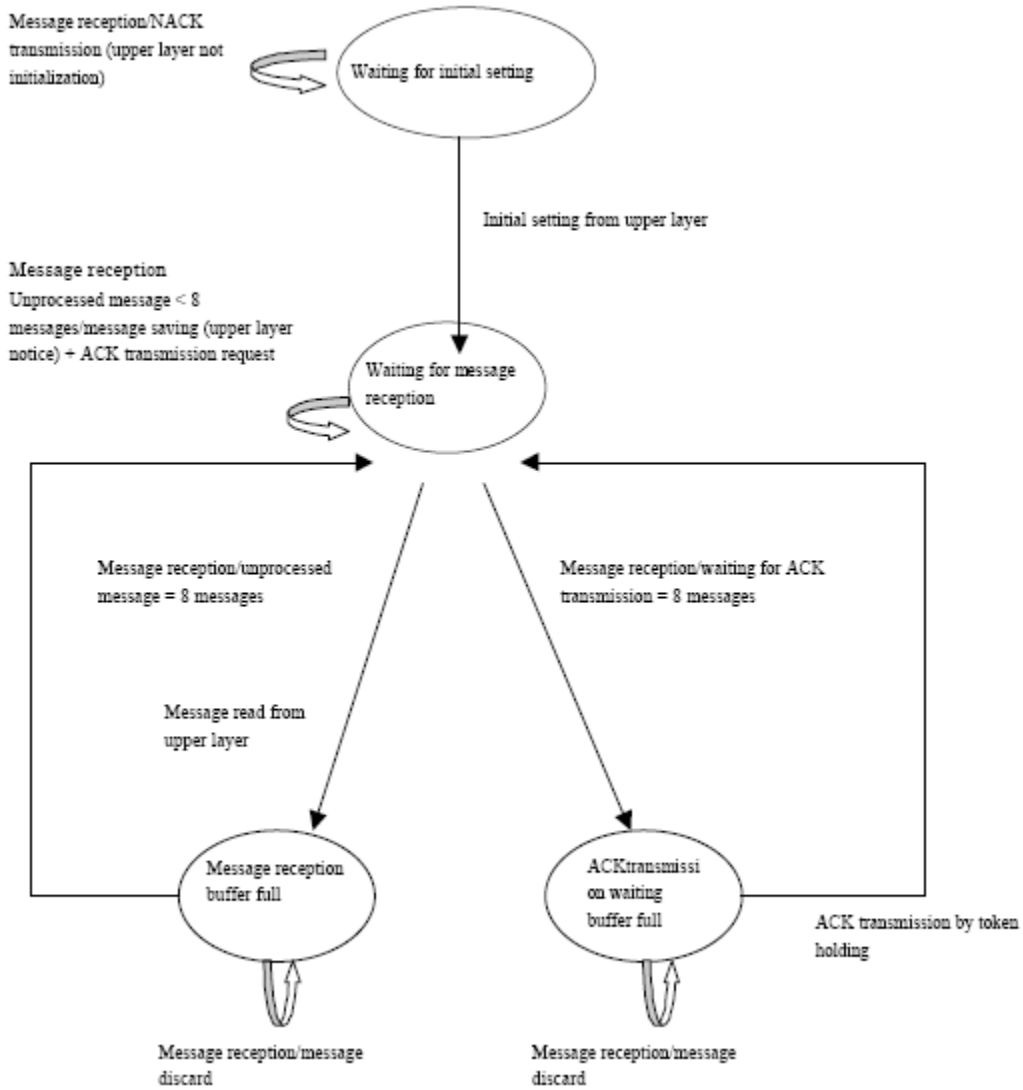 Message reception/NACK
transmission (upper layer not
initialization)
Waiting for initial setting
Initial setting from upper layer
Message reception
Unprocessed message < 8
messages/message saving (upper layer
notice) + ACK transmission request
Waiting for message
reception
Message reception/unprocessed
message = 8 messages
Message reception/waiting for ACK
transmission = 8 messages
Message read from
upper layer
Message reception
buffer full
ACKtransmissi
on waiting
buffer full
ACK transmission by token
holding
Message reception/message
discard
Message reception/message
discard